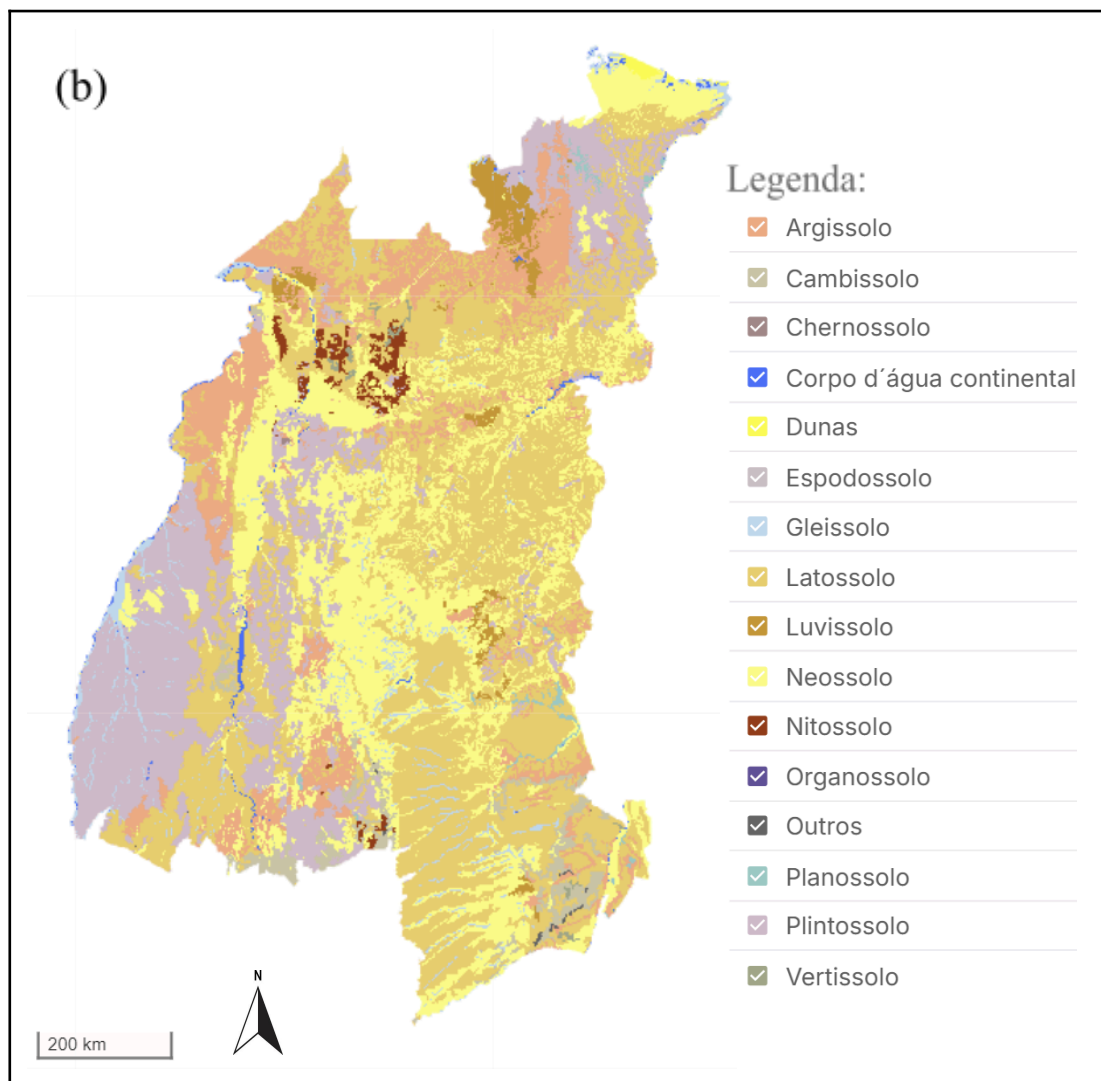 (b)
Legenda:
Argissolo
Cambissolo
Chernossolo
Corpo d´água continental
Dunas
Espodossolo
Gleissolo
Latossolo
Luvissolo
Neossolo
Nitossolo
Organossolo
Outros
Planossolo
Plintossolo
Vertissolo
N
200 km